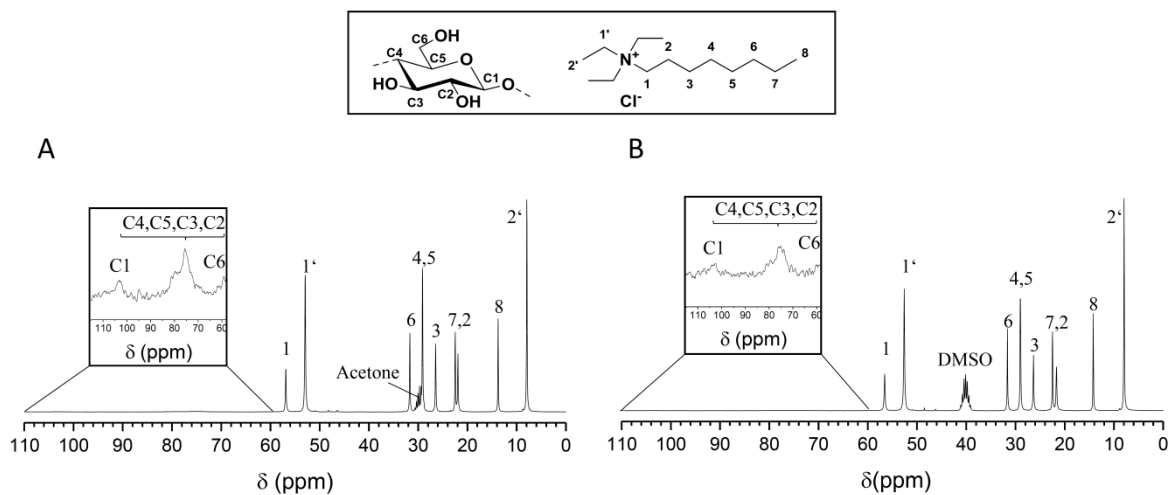 C6 OH
C4
C5 O C1
HO O
C3 C2 OH
1' 2 4 6 8
2' N+
1 3 5 7
Cl-
A
C4,C5,C3,C2
C1 C6
110 100 90 80 70 60
δ (ppm)
2‘
1‘
4,5
6 3 7,2 8
1
Acetone
110 100 90 80 70 60 50 40 30 20 10 0
δ (ppm)
B
C4,C5,C3,C2
C1 C6
110 100 90 80 70 60
δ (ppm)
2‘
1‘
4,5
6 3 7,2 8
1
DMSO
110 100 90 80 70 60 50 40 30 20 10 0
δ(ppm)